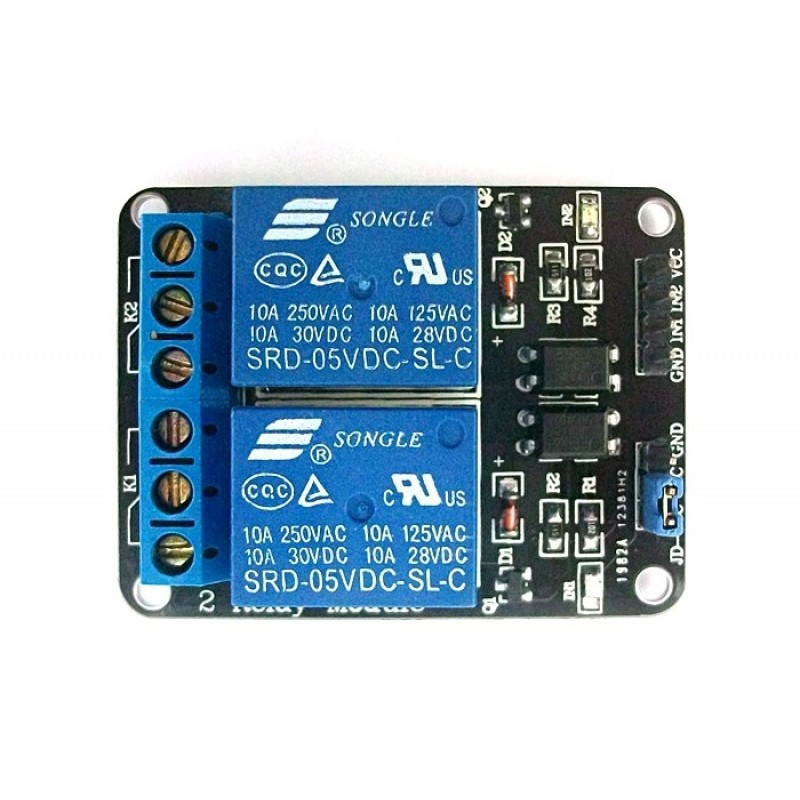 SONGLE
®
CQC
c RU US
10A 250VAC 10A 125VAC
10A 30VDC 10A 28VDC
SRD-05VDC-SL-C
SONGLE
®
CQC
c RU US
10A 250VAC 10A 125VAC
10A 30VDC 10A 28VDC
SRD-05VDC-SL-C
2 Relay Module
K2
K1
Q2
D2
IN2
R3
R4
+
GND IN1 IN2 VCC
+
R2
R1
D1
Q1
IN1
1982A 12381H2
JD C GND